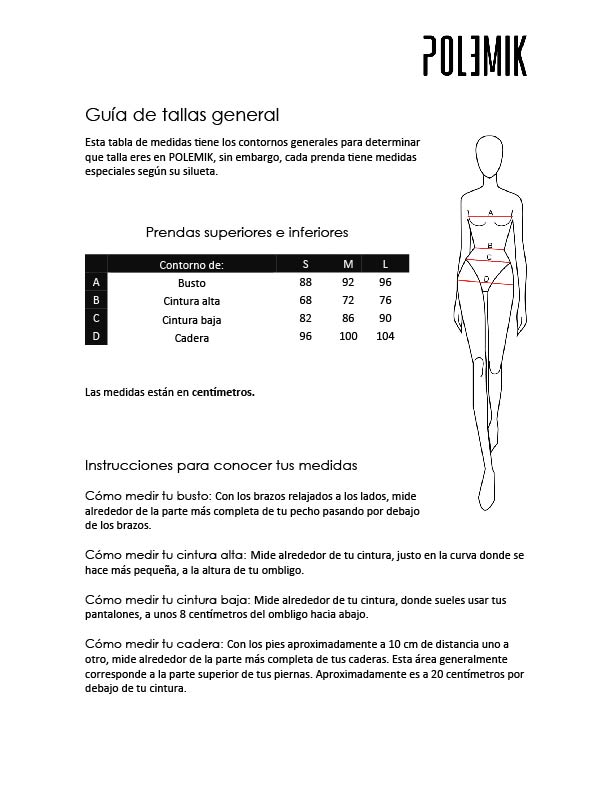 POLEMIK
Guía de tallas general
Esta tabla de medidas tiene los contornos generales para determinar
que talla eres en POLEMIK, sin embargo, cada prenda tiene medidas
especiales según su silueta.
Prendas superiores e inferiores
Contorno de: S M L
A Busto 88 92 96
B Cintura alta 68 72 76
C Cintura baja 82 86 90
D Cadera 96 100 104
A
B
C
D
Las medidas están en centímetros.
Instrucciones para conocer tus medidas
Cómo medir tu busto: Con los brazos relajados a los lados, mide
alrededor de la parte más completa de tu pecho pasando por debajo
de los brazos.
Cómo medir tu cintura alta: Mide alrededor de tu cintura, justo en la curva donde se
hace más pequeña, a la altura de tu ombligo.
Cómo medir tu cintura baja: Mide alrededor de tu cintura, donde sueles usar tus
pantalones, a unos 8 centímetros del ombligo hacia abajo.
Cómo medir tu cadera: Con los pies aproximadamente a 10 cm de distancia uno a
otro, mide alrededor de la parte más completa de tus caderas. Esta área generalmente
corresponde a la parte superior de tus piernas. Aproximadamente es a 20 centímetros por
debajo de tu cintura.